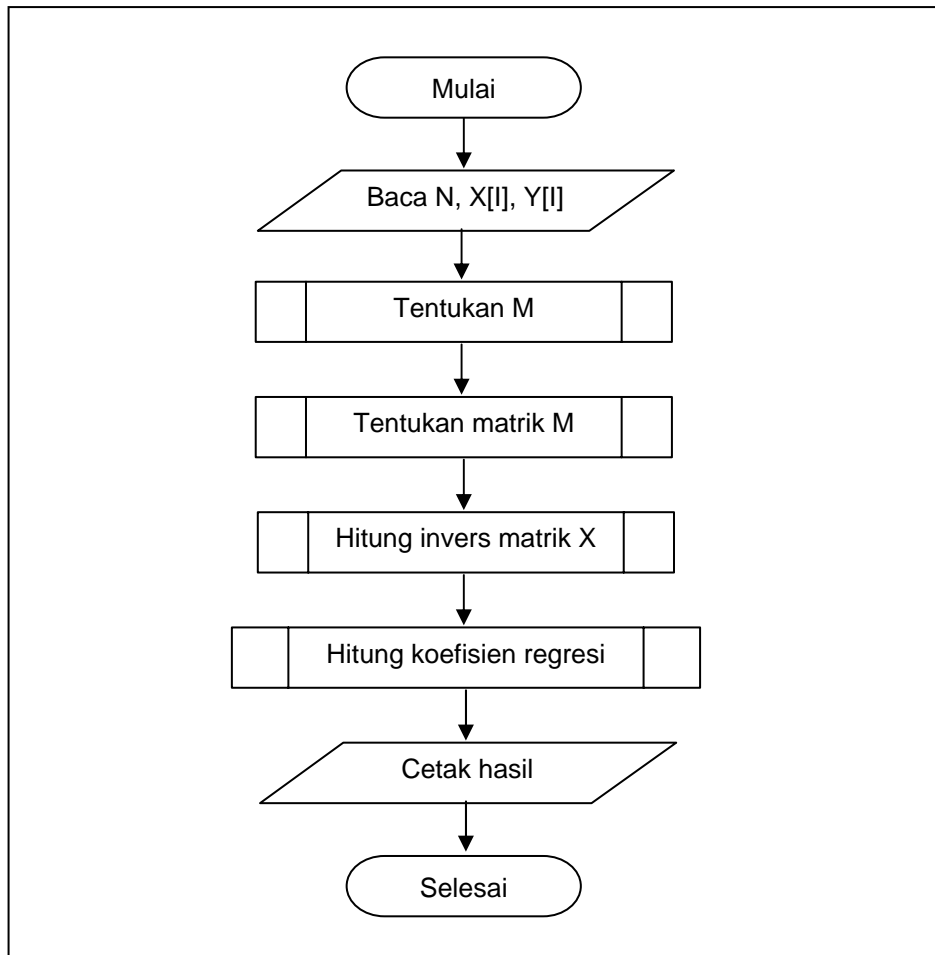 Mulai
Baca N, X[I], Y[I]
Tentukan M
Tentukan matrik M
Hitung invers matrik X
Hitung koefisien regresi
Cetak hasil
Selesai